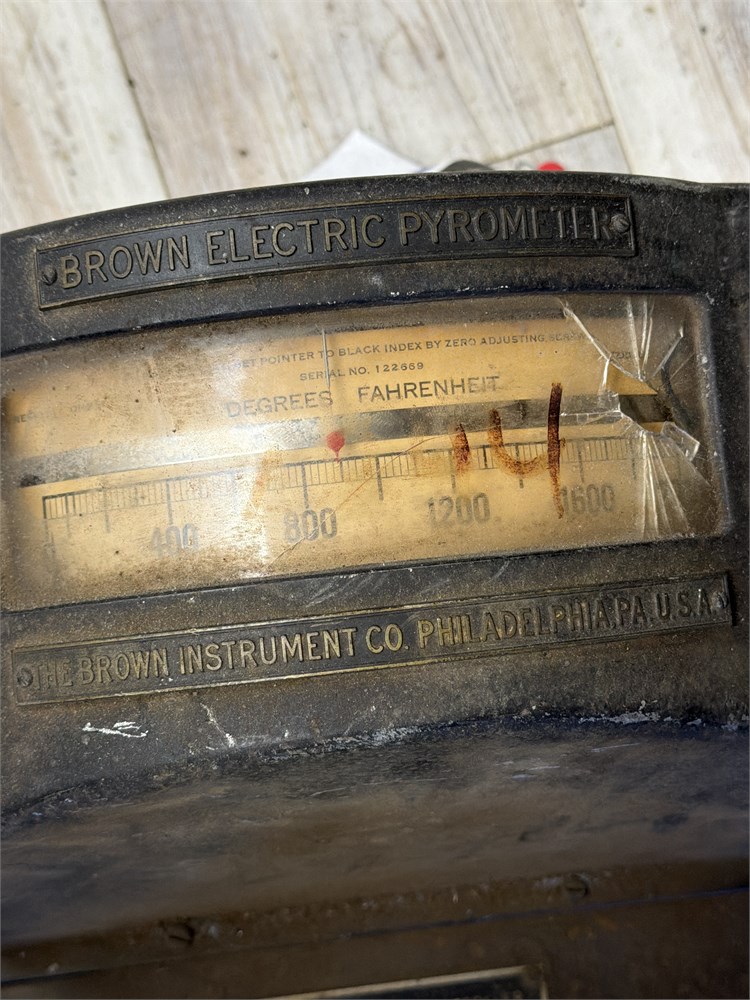 BROWN ELECTRIC PYROMETER
SET POINTER TO BLACK INDEX BY ZERO ADJUSTING
SERIAL NO. 122669
DEGREES FAHRENHEIT
14
400 800 1200 1600
THE BROWN INSTRUMENT CO. PHILADELPHIA, PA. U.S.A.